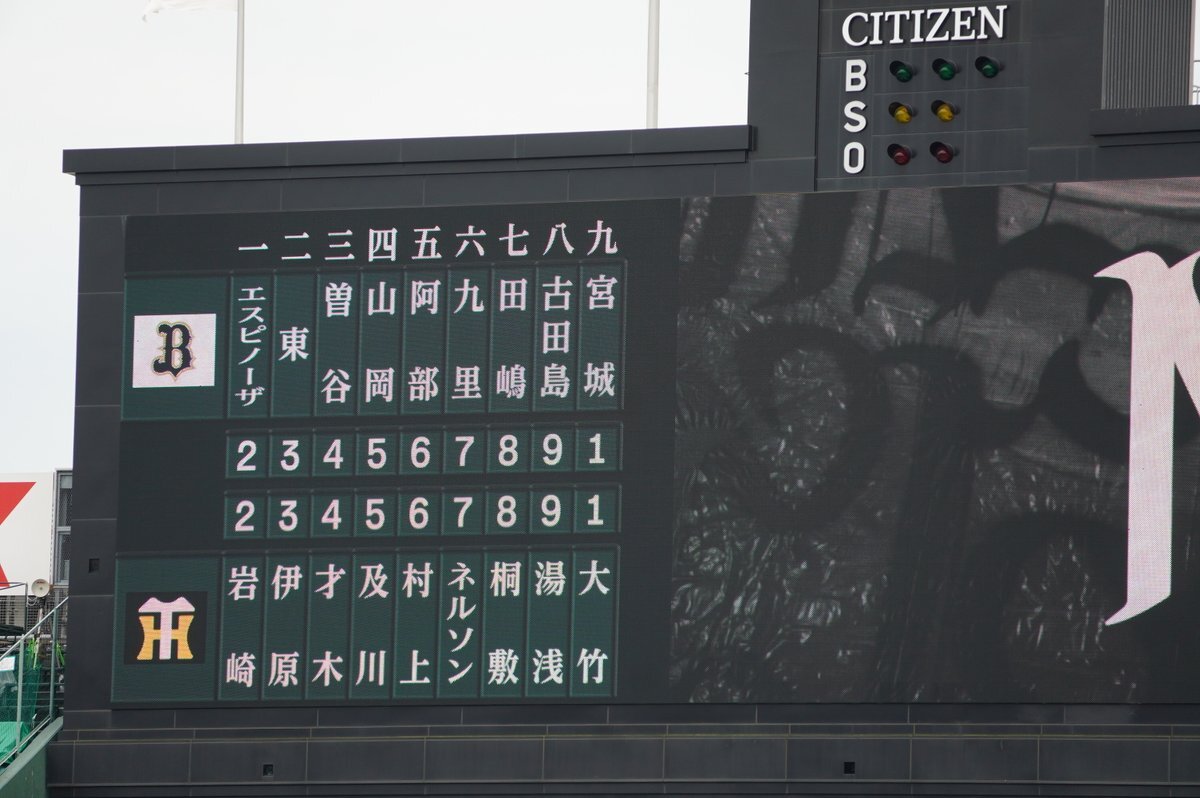 CITIZEN
B
S
O
一 二 三 四 五 六 七 八 九
B
エスピノーザ 東 曽谷 山岡 阿部 九里 田嶋 古田島 宮城
2 3 4 5 6 7 8 9 1
2 3 4 5 6 7 8 9 1
岩崎 伊原 才木 及川 村上 ネルソン 桐敷 湯浅 大竹